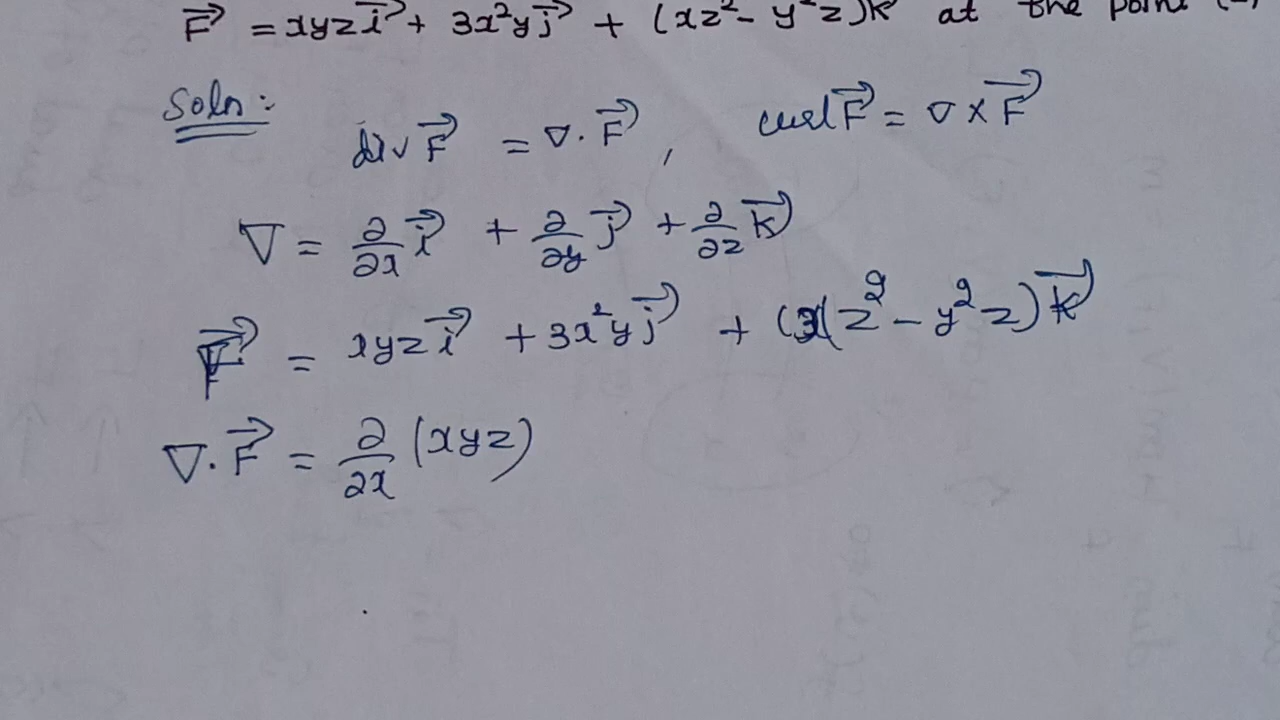 F⃗ = xyz i⃗ + 3x²y j⃗ + (xz² - y²z) k⃗ at the point
Soln :
div F⃗ = ∇. F⃗ , curl F⃗ = ∇ × F⃗
∇ = ∂/∂x i⃗ + ∂/∂y j⃗ + ∂/∂z k⃗
F⃗ = xyz i⃗ + 3x²y j⃗ + (xz² - y²z) k⃗
∇. F⃗ = ∂/∂x (xyz)